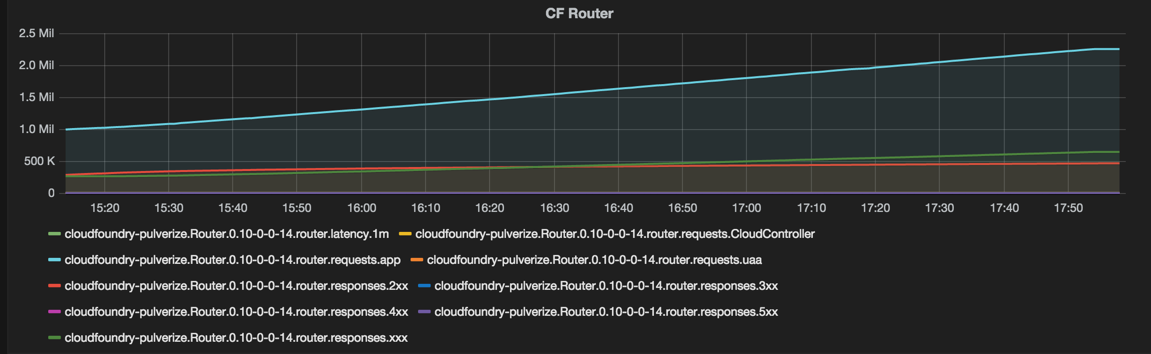 CF Router
2.5 Mil
2.0 Mil
1.5 Mil
1.0 Mil
500 K
0
15:20 15:30 15:40 15:50 16:00 16:10 16:20 16:30 16:40 16:50 17:00 17:10 17:20 17:30 17:40 17:50
cloudfoundry-pulverize.Router.0.10-0-0-14.router.latency.1m cloudfoundry-pulverize.Router.0.10-0-0-14.router.requests.CloudController
cloudfoundry-pulverize.Router.0.10-0-0-14.router.requests.app cloudfoundry-pulverize.Router.0.10-0-0-14.router.requests.uaa
cloudfoundry-pulverize.Router.0.10-0-0-14.router.responses.2xx cloudfoundry-pulverize.Router.0.10-0-0-14.router.responses.3xx
cloudfoundry-pulverize.Router.0.10-0-0-14.router.responses.4xx cloudfoundry-pulverize.Router.0.10-0-0-14.router.responses.5xx
cloudfoundry-pulverize.Router.0.10-0-0-14.router.responses.xxx